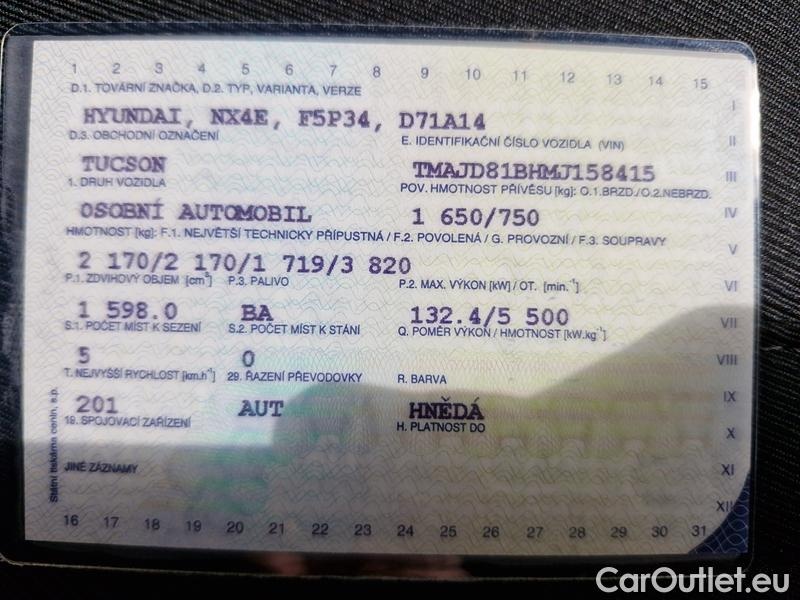 1 2 3 4 5 6 7 8 9 10 11 12 13 14 15
D.1. TOVÁRNÍ ZNAČKA, D.2. TYP, VARIANTA, VERZE
I
HYUNDAI, NX4E, F5P34, D71A14
D.3. OBCHODNÍ OZNAČENÍ E. IDENTIFIKAČNÍ ČÍSLO VOZIDLA (VIN)
II
TUCSON TMAJD81BHMJ158415
III
1. DRUH VOZIDLA POV. HMOTNOST PŘÍVĚSU [kg]: O.1.BRZD./O.2.NEBRZD.
OSOBNÍ AUTOMOBIL 1 650/750
IV
HMOTNOST [kg]: F.1. NEJVĚTŠÍ TECHNICKY PŘÍPUSTNÁ / F.2. POVOLENÁ / G. PROVOZNÍ / F.3. SOUPRAVY
V
2 170/2 170/1 719/3 820
P.1. ZDVIHOVÝ OBJEM [cm³] P.3. PALIVO P.2. MAX. VÝKON [kW] / OT. [min.⁻¹]
VI
1 598.0 BA 132.4/5 500
VII
S.1. POČET MÍST K SEZENÍ S.2. POČET MÍST K STÁNÍ Q. POMĚR VÝKON / HMOTNOST [kW.kg⁻¹]
5 0
VIII
T. NEJVYŠŠÍ RYCHLOST [km.h⁻¹] 29. ŘAZENÍ PŘEVODOVKY R. BARVA
IX
201 AUT HNĚDÁ
19. SPOJOVACÍ ZAŘÍZENÍ H. PLATNOST DO
X
JINÉ ZÁZNAMY
XI
XII
Státní tiskárna cenin, s.p.
16 17 18 19 20 21 22 23 24 25 26 27 28 29 30 31
CarOutlet.eu